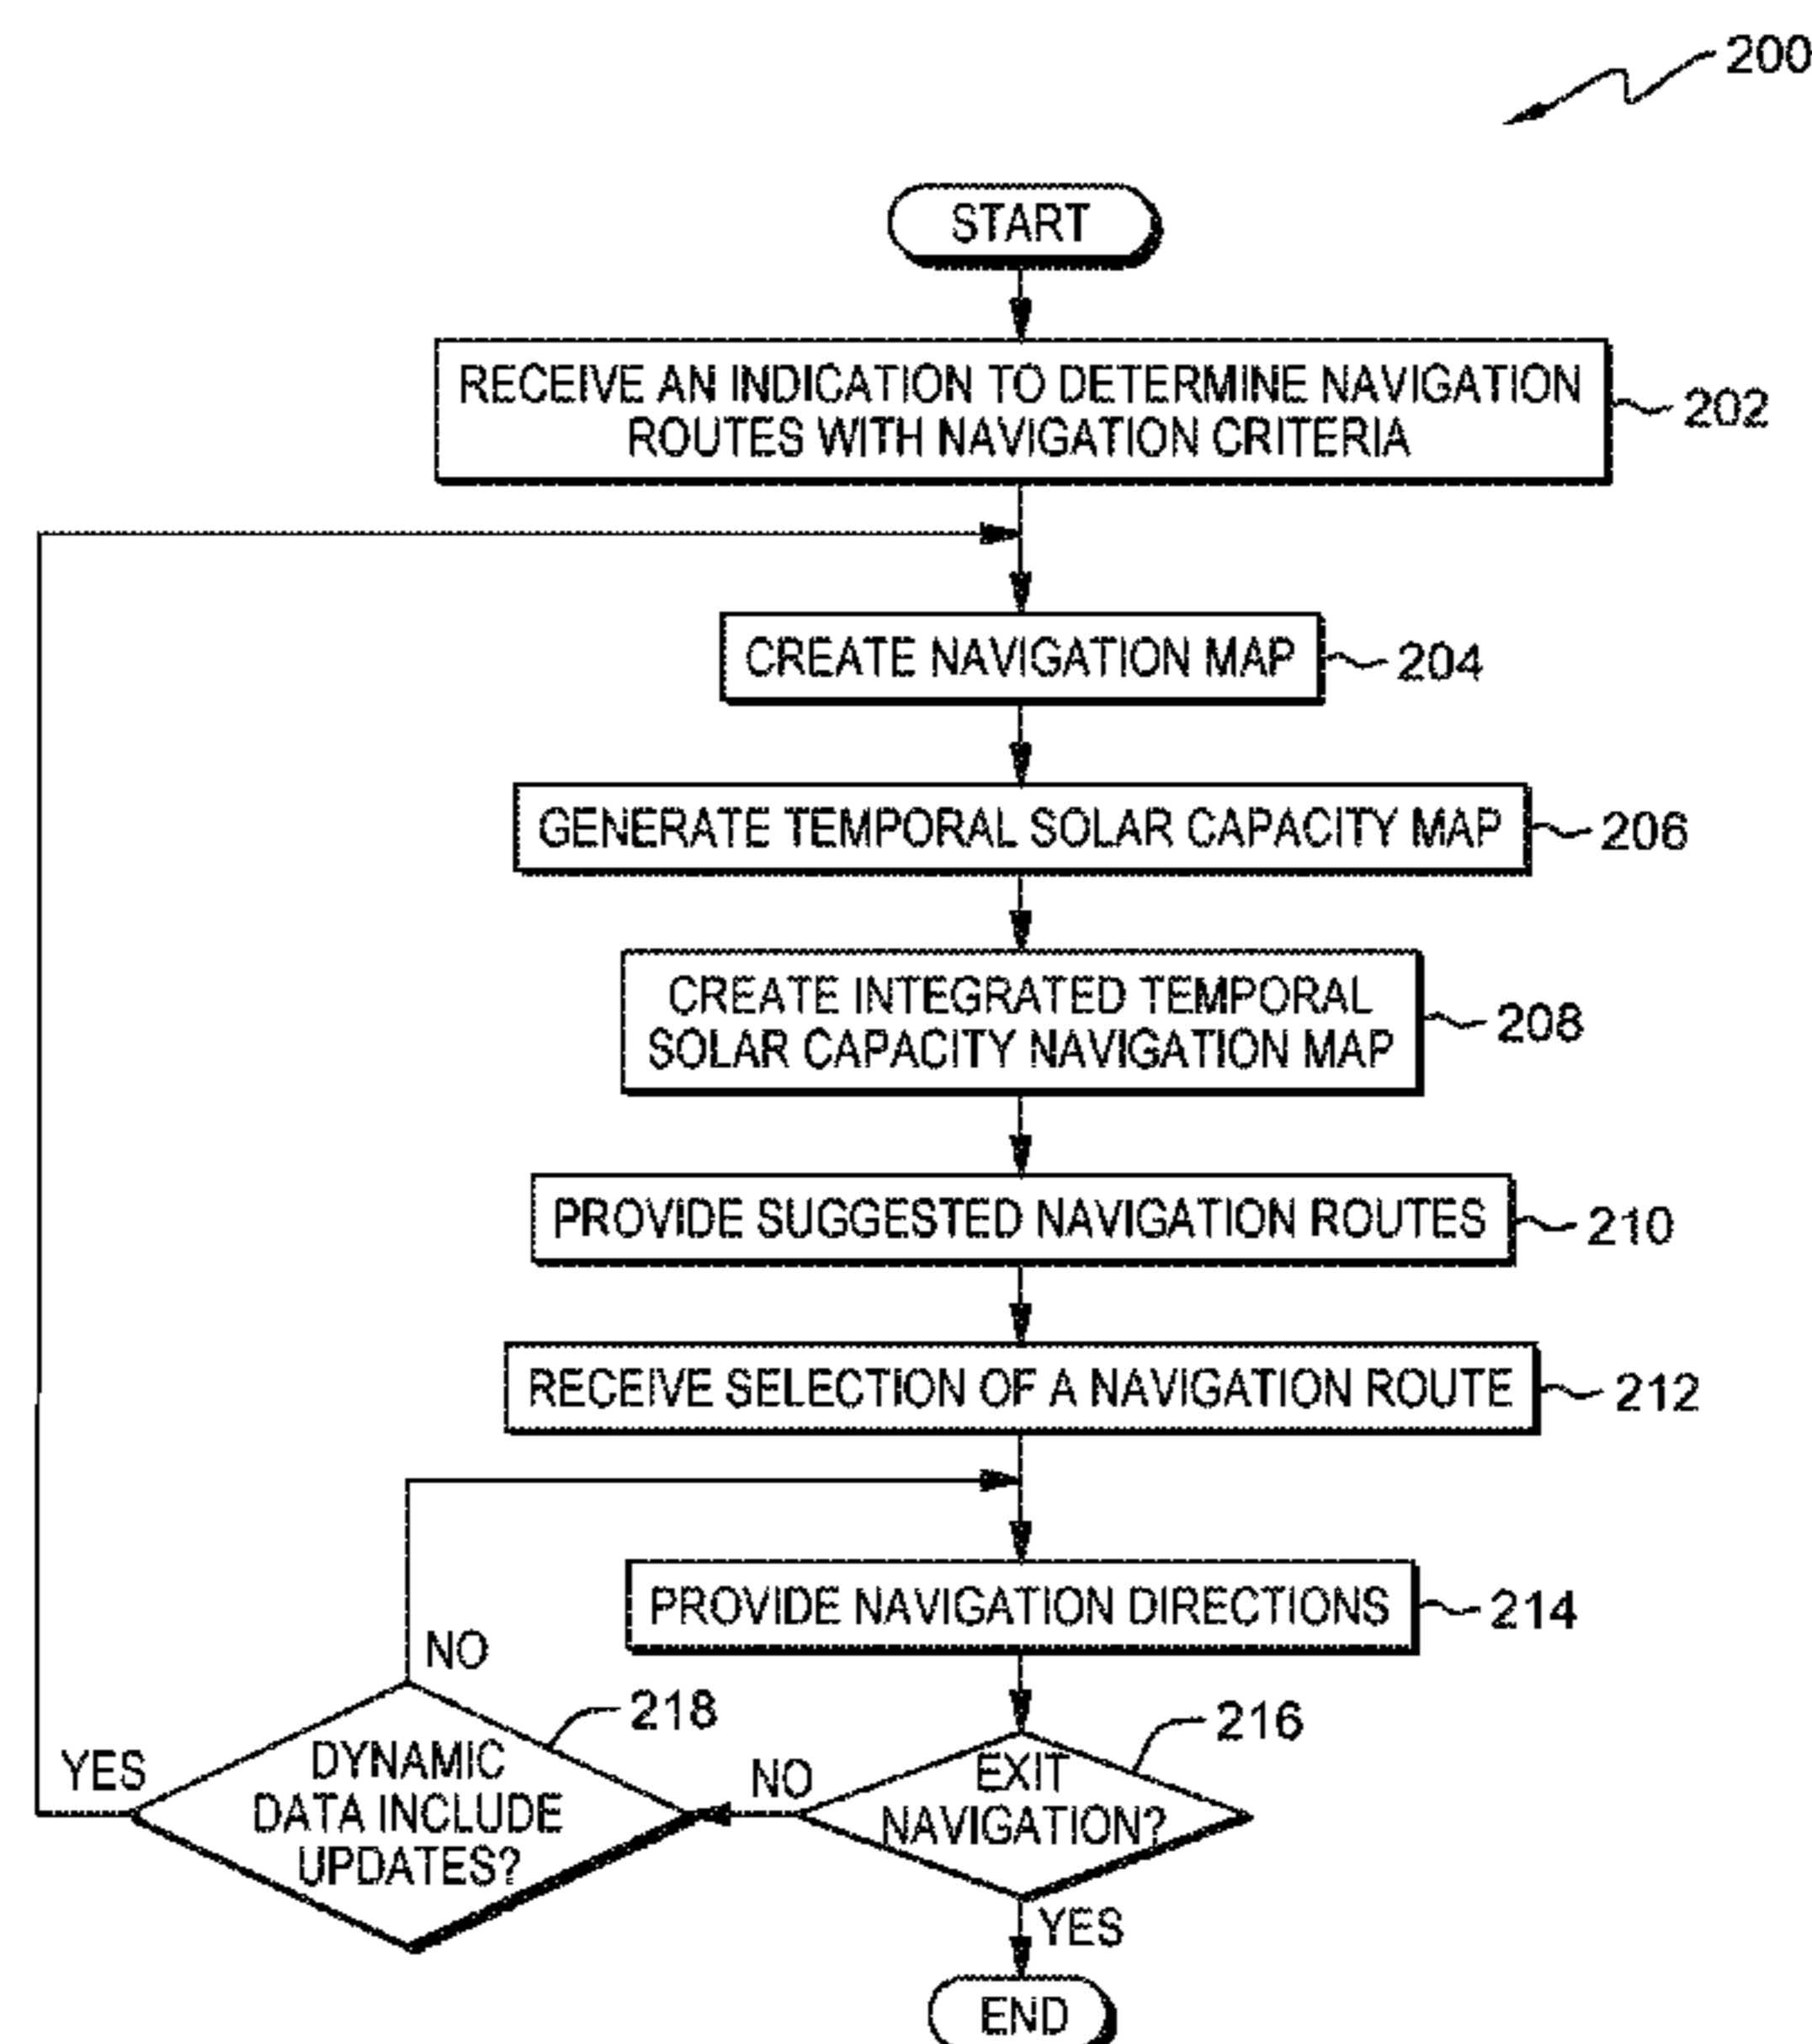 200
START
RECEIVE AN INDICATION TO DETERMINE NAVIGATION
ROUTES WITH NAVIGATION CRITERIA
202
CREATE NAVIGATION MAP
204
GENERATE TEMPORAL SOLAR CAPACITY MAP
206
CREATE INTEGRATED TEMPORAL
SOLAR CAPACITY NAVIGATION MAP
208
PROVIDE SUGGESTED NAVIGATION ROUTES
210
RECEIVE SELECTION OF A NAVIGATION ROUTE
212
PROVIDE NAVIGATION DIRECTIONS
214
EXIT
NAVIGATION?
216
NO
YES
DYNAMIC
DATA INCLUDE
UPDATES?
218
NO
YES
END